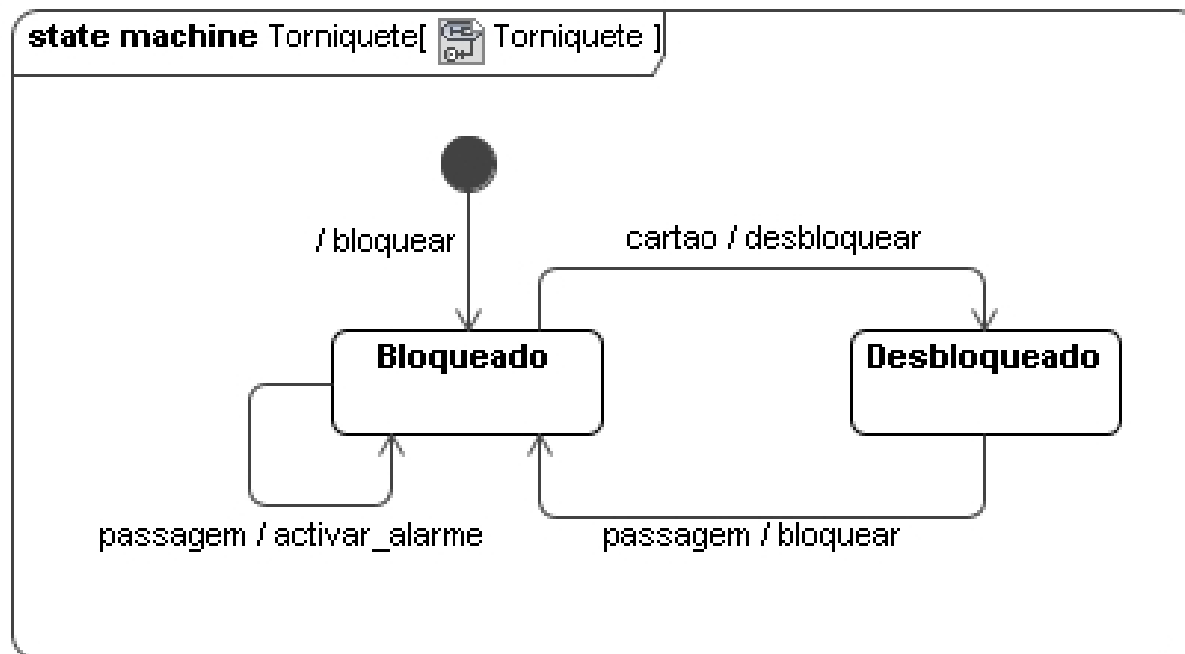 state machine Torniquete[ Torniquete ]
/ bloquear
cartao / desbloquear
Bloqueado
Desbloqueado
passagem / activar_alarme
passagem / bloquear